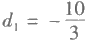 d₁ = -10/3